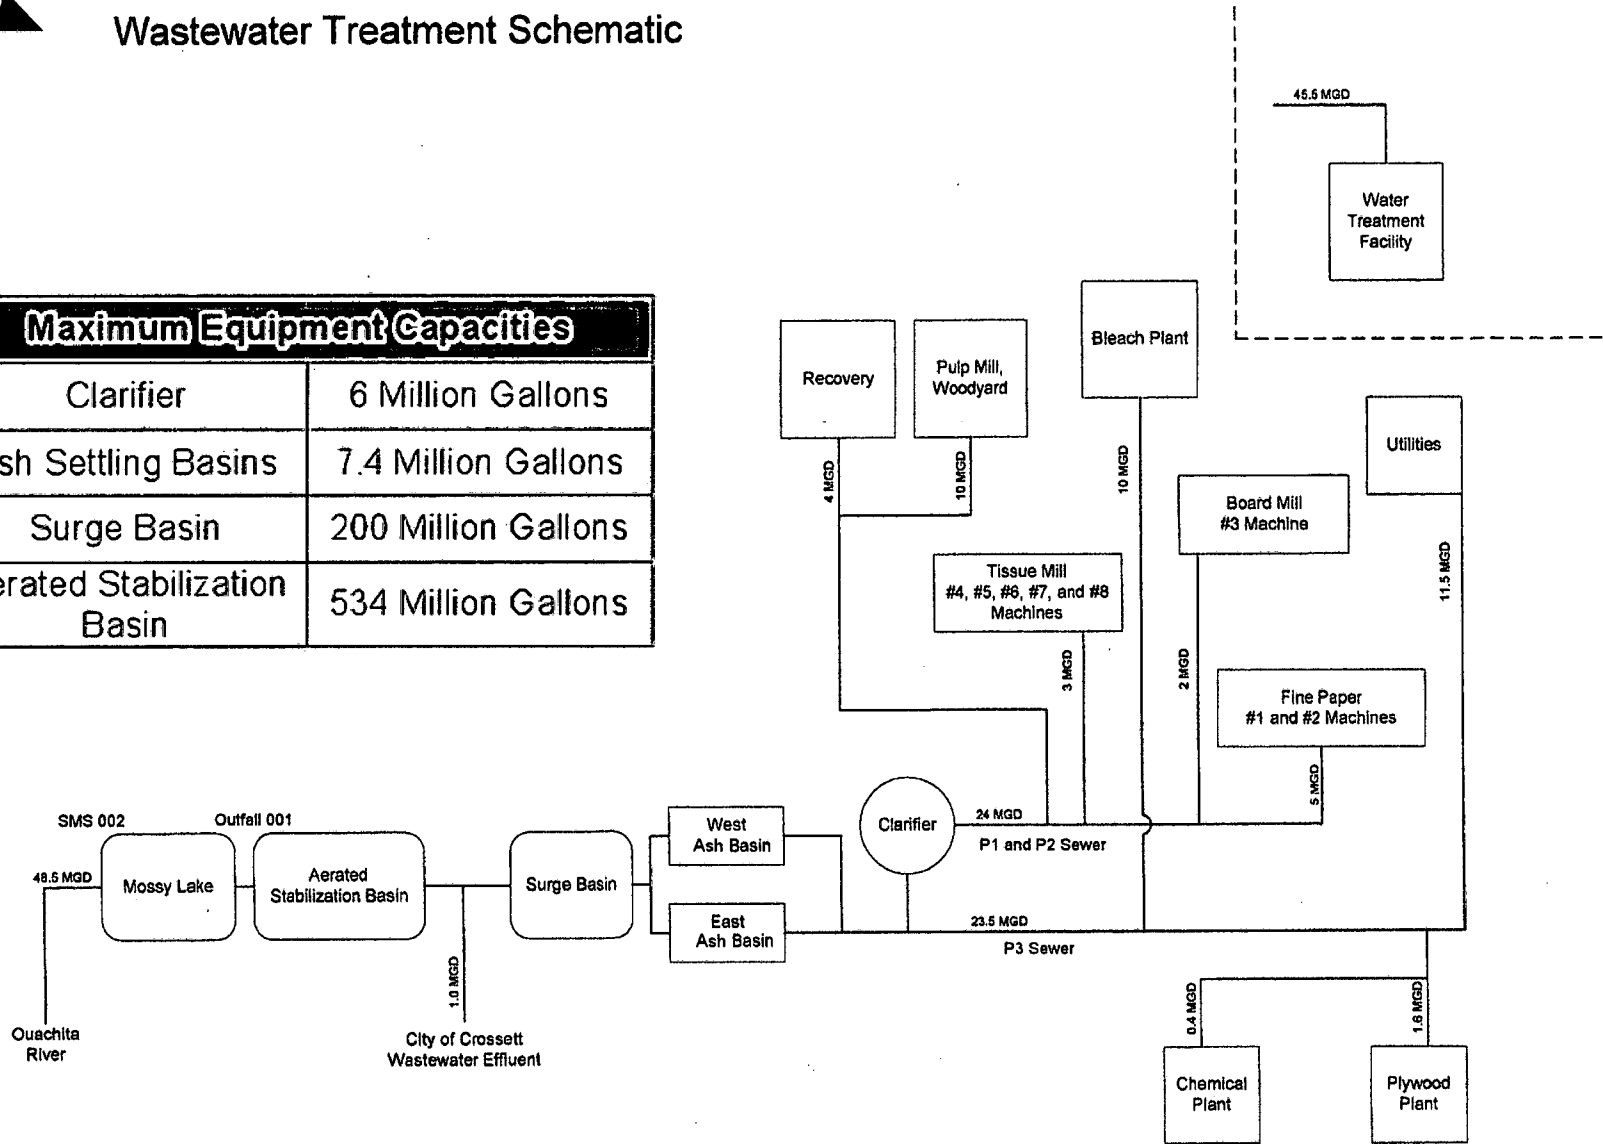 Wastewater Treatment Schematic
45.5 MGD
Water
Treatment
Facility
Maximum Equipment Capacities
Clarifier
6 Million Gallons
sh Settling Basins
7.4 Million Gallons
Surge Basin
200 Million Gallons
erated Stabilization
Basin
534 Million Gallons
Recovery
Pulp Mill,
Woodyard
Bleach Plant
Utilities
4 MGD
10 MGD
10 MGD
Board Mill
#3 Machine
11.5 MGD
Tissue Mill
#4, #5, #6, #7, and #8
Machines
3 MGD
2 MGD
Fine Paper
#1 and #2 Machines
5 MGD
Clarifier
24 MGD
P1 and P2 Sewer
West
Ash Basin
East
Ash Basin
23.5 MGD
P3 Sewer
SMS 002
Outfall 001
48.5 MGD
Mossy Lake
Aerated
Stabilization Basin
Surge Basin
1.0 MGD
Ouachita
River
City of Crossett
Wastewater Effluent
0.4 MGD
1.6 MGD
Chemical
Plant
Plywood
Plant